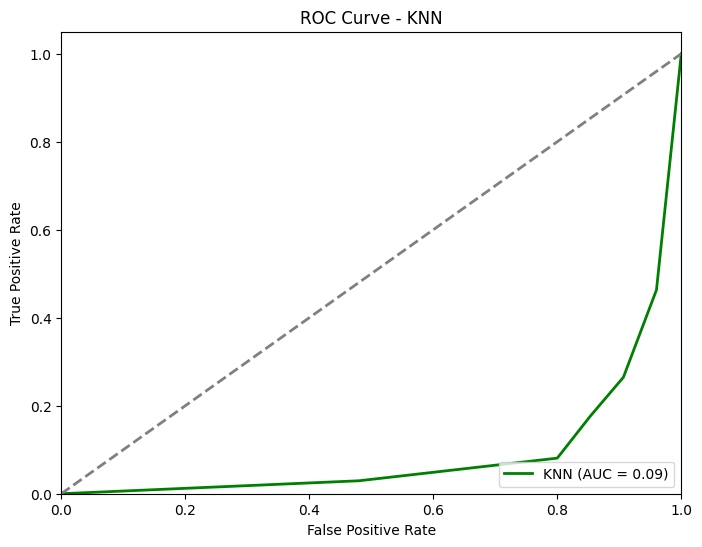 ROC Curve - KNN
True Positive Rate
1.0
0.8
0.6
0.4
0.2
0.0
KNN (AUC = 0.09)
0.0 0.2 0.4 0.6 0.8 1.0
False Positive Rate